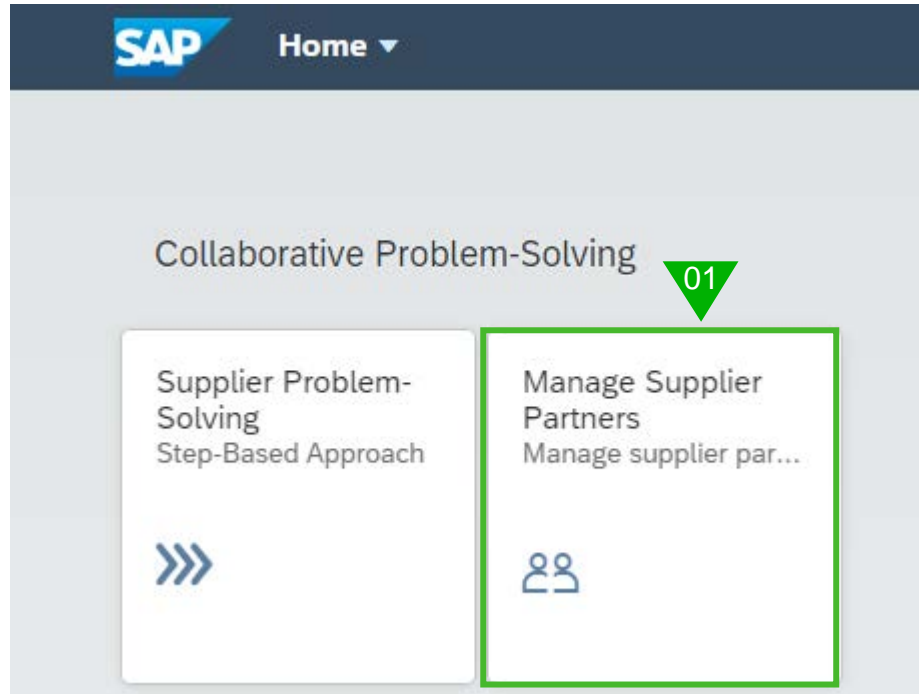 SAP Home
Collaborative Problem-Solving
01
Supplier Problem-
Solving
Step-Based Approach
Manage Supplier
Partners
Manage supplier par...